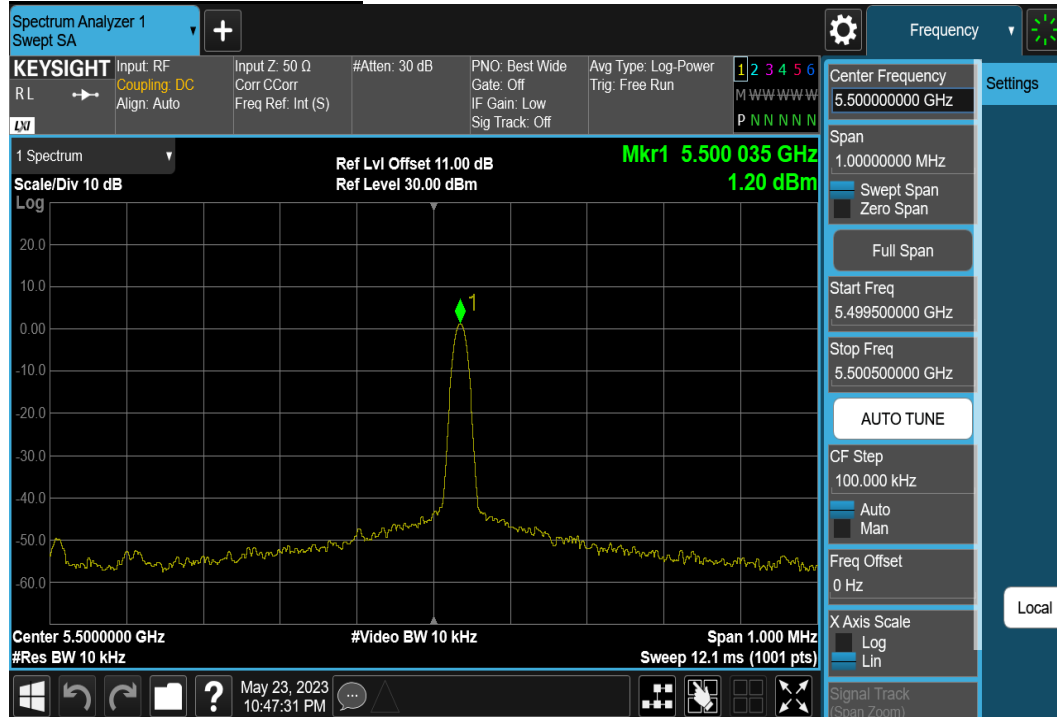 Spectrum Analyzer 1
Swept SA
Frequency
KEYSIGHT
RL
LXI
Input: RF
Coupling: DC
Align: Auto
Input Z: 50 Ω
Corr CCorr
Freq Ref: Int (S)
#Atten: 30 dB
PNO: Best Wide
Gate: Off
IF Gain: Low
Sig Track: Off
Avg Type: Log-Power
Trig: Free Run
1 2 3 4 5 6
M W W W W W
P N N N N N
1 Spectrum
Scale/Div 10 dB
Log
Ref Lvl Offset 11.00 dB
Ref Level 30.00 dBm
Mkr1 5.500 035 GHz
1.20 dBm
20.0
10.0
0.00
-10.0
-20.0
-30.0
-40.0
-50.0
-60.0
1
Center 5.5000000 GHz
#Res BW 10 kHz
#Video BW 10 kHz
Span 1.000 MHz
Sweep 12.1 ms (1001 pts)
?
May 23, 2023
10:47:31 PM
Center Frequency
5.500000000 GHz
Span
1.00000000 MHz
Swept Span
Zero Span
Full Span
Start Freq
5.499500000 GHz
Stop Freq
5.500500000 GHz
AUTO TUNE
CF Step
100.000 kHz
Auto
Man
Freq Offset
0 Hz
X Axis Scale
Log
Lin
Signal Track
(Span Zoom)
Settings
Local